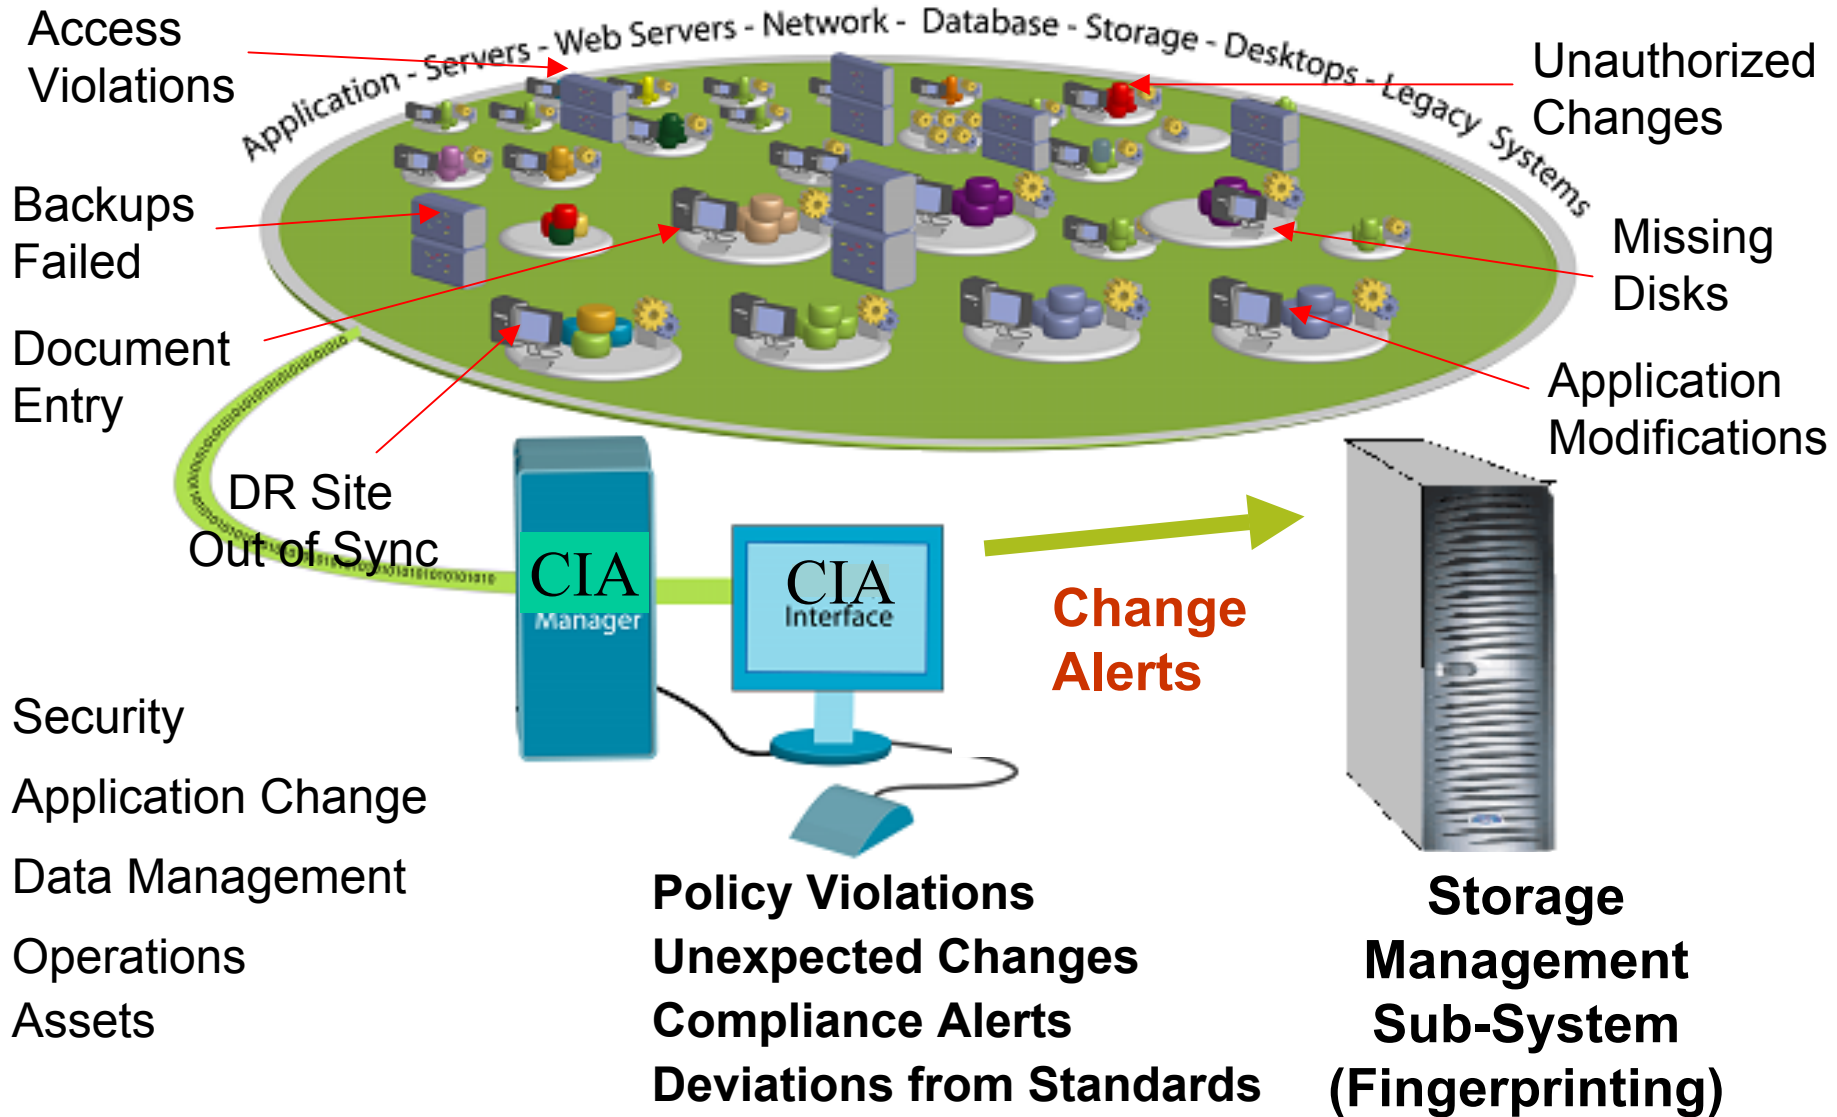 Access
Violations
Application - Servers - Web Servers - Network - Database - Storage - Desktops - Legacy Systems
Unauthorized
Changes
Backups
Failed
Missing
Disks
Document
Entry
Application
Modifications
DR Site
Out of Sync
CIA
Manager
CIA
Interface
Change
Alerts
Security
Application Change
Data Management
Operations
Assets
Policy Violations
Unexpected Changes
Compliance Alerts
Deviations from Standards
Storage
Management
Sub-System
(Fingerprinting)